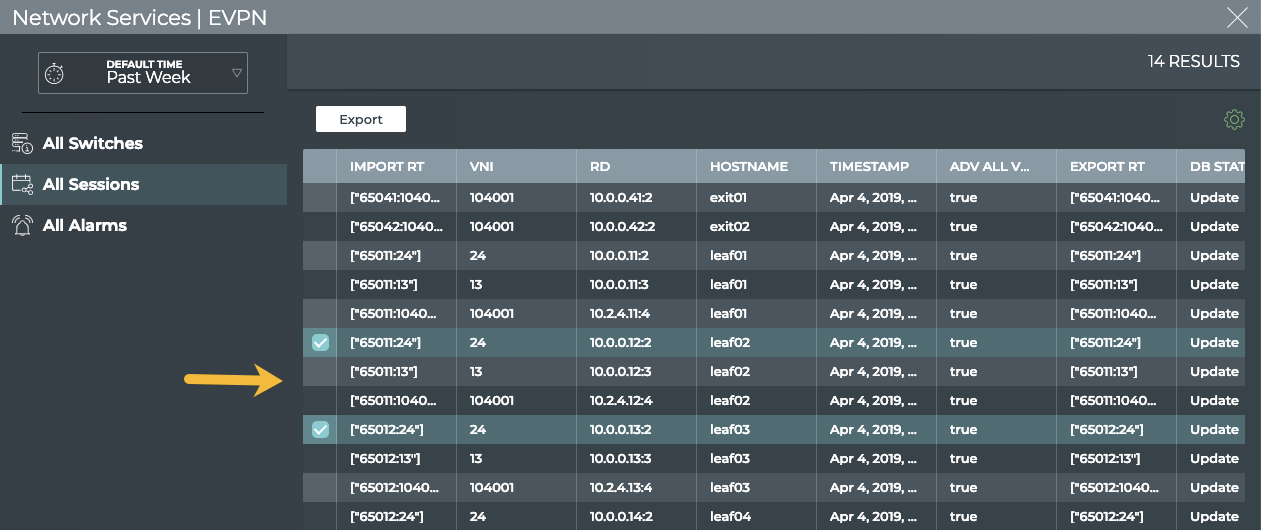 Network Services | EVPN
DEFAULT TIME
Past Week
14 RESULTS
All Switches
All Sessions
All Alarms
Export
IMPORT RT VNI RD HOSTNAME TIMESTAMP ADV ALL V... EXPORT RT DB STAT
["65041:1040... 104001 10.0.0.41:2 exit01 Apr 4, 2019, ... true ["65041:1040... Update
["65042:1040... 104001 10.0.0.42:2 exit02 Apr 4, 2019, ... true ["65042:1040... Update
["65011:24"] 24 10.0.0.11:2 leaf01 Apr 4, 2019, ... true ["65011:24"] Update
["65011:13"] 13 10.0.0.11:3 leaf01 Apr 4, 2019, ... true ["65011:13"] Update
["65011:1040... 104001 10.2.4.11:4 leaf01 Apr 4, 2019, ... true ["65011:1040... Update
["65011:24"] 24 10.0.0.12:2 leaf02 Apr 4, 2019, ... true ["65011:24"] Update
["65011:13"] 13 10.0.0.12:3 leaf02 Apr 4, 2019, ... true ["65011:13"] Update
["65011:1040... 104001 10.2.4.12:4 leaf02 Apr 4, 2019, ... true ["65011:1040... Update
["65012:24"] 24 10.0.0.13:2 leaf03 Apr 4, 2019, ... true ["65012:24"] Update
["65012:13"] 13 10.0.0.13:3 leaf03 Apr 4, 2019, ... true ["65012:13"] Update
["65012:1040... 104001 10.2.4.13:4 leaf03 Apr 4, 2019, ... true ["65012:1040... Update
["65012:24"] 24 10.0.0.14:2 leaf04 Apr 4, 2019, ... true ["65012:24"] Update